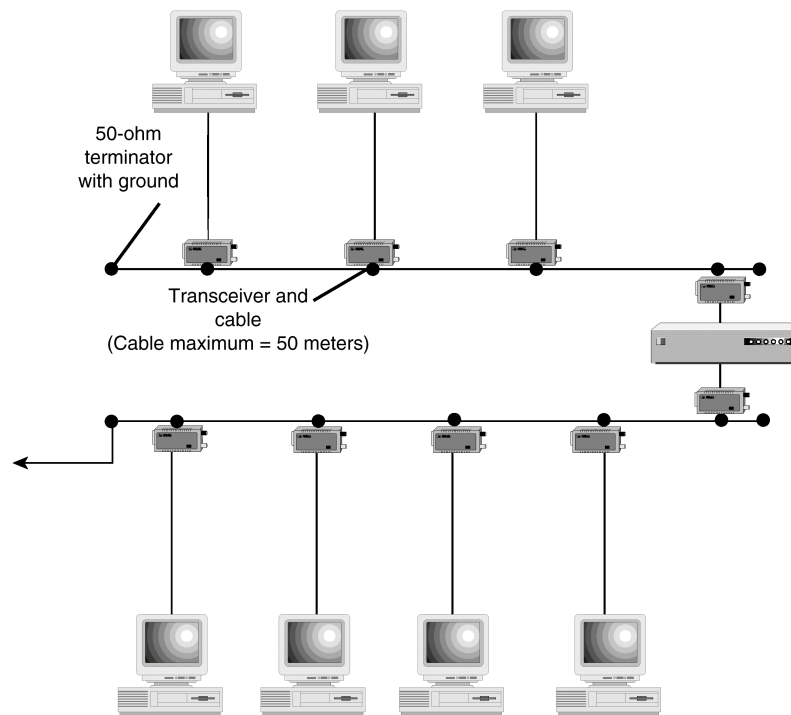 50-ohm
terminator
with ground
Transceiver and
cable
(Cable maximum = 50 meters)